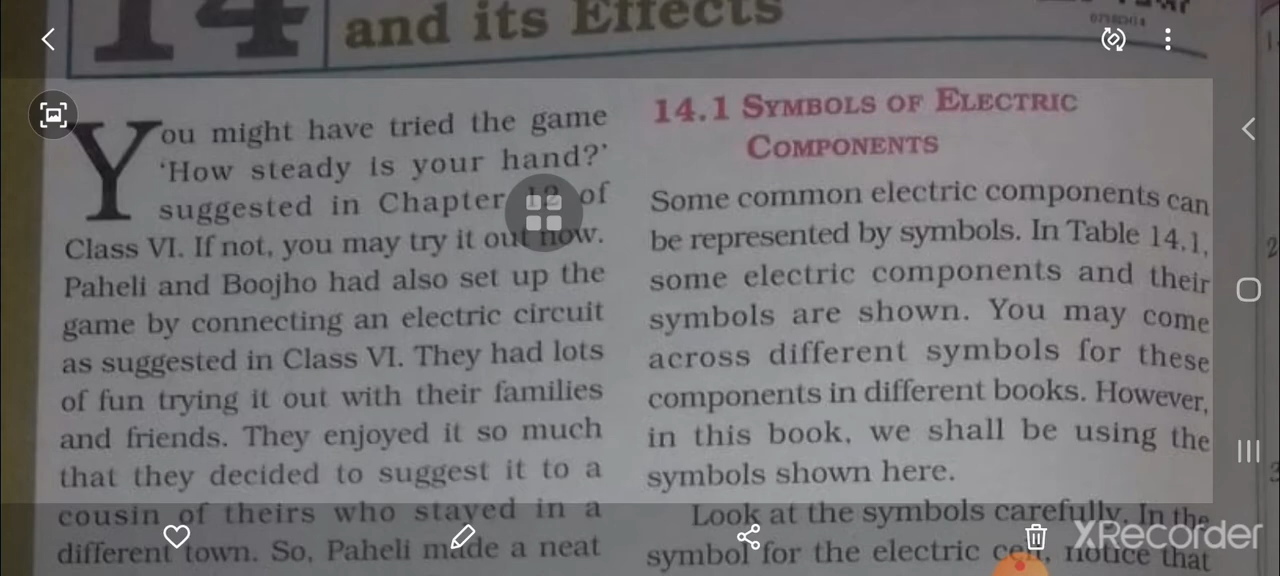 14
and its Effects
You might have tried the game
'How steady is your hand?'
suggested in Chapter 12 of
Class VI. If not, you may try it out now.
Paheli and Boojho had also set up the
game by connecting an electric circuit
as suggested in Class VI. They had lots
of fun trying it out with their families
and friends. They enjoyed it so much
that they decided to suggest it to a
cousin of theirs who stayed in a
different town. So, Paheli made a neat
14.1 SYMBOLS OF ELECTRIC
COMPONENTS
Some common electric components can
be represented by symbols. In Table 14.1,
some electric components and their
symbols are shown. You may come
across different symbols for these
components in different books. However,
in this book, we shall be using the
symbols shown here.
Look at the symbols carefully. In the
symbol for the electric cell, notice that
XRecorder